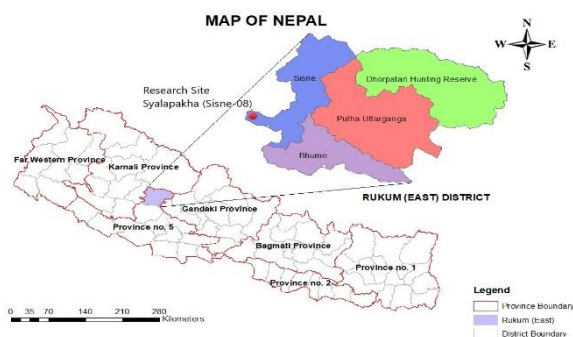 MAP OF NEPAL
N
W E
S
Research Site
Syalapakha (Sisne-08)
Sisne
Dhorpatan Hunting Reserve
Putha Uttarganga
Bhume
RUKUM (EAST) DISTRICT
Far Western Province
Karnali Province
Gandaki Province
Province no. 5
Bagmati Province
Province no. 1
Province no. 2
0 35 70 140 210 280
Kilometers
Legend
Province Boundary
Rukum (East)
District Boundary